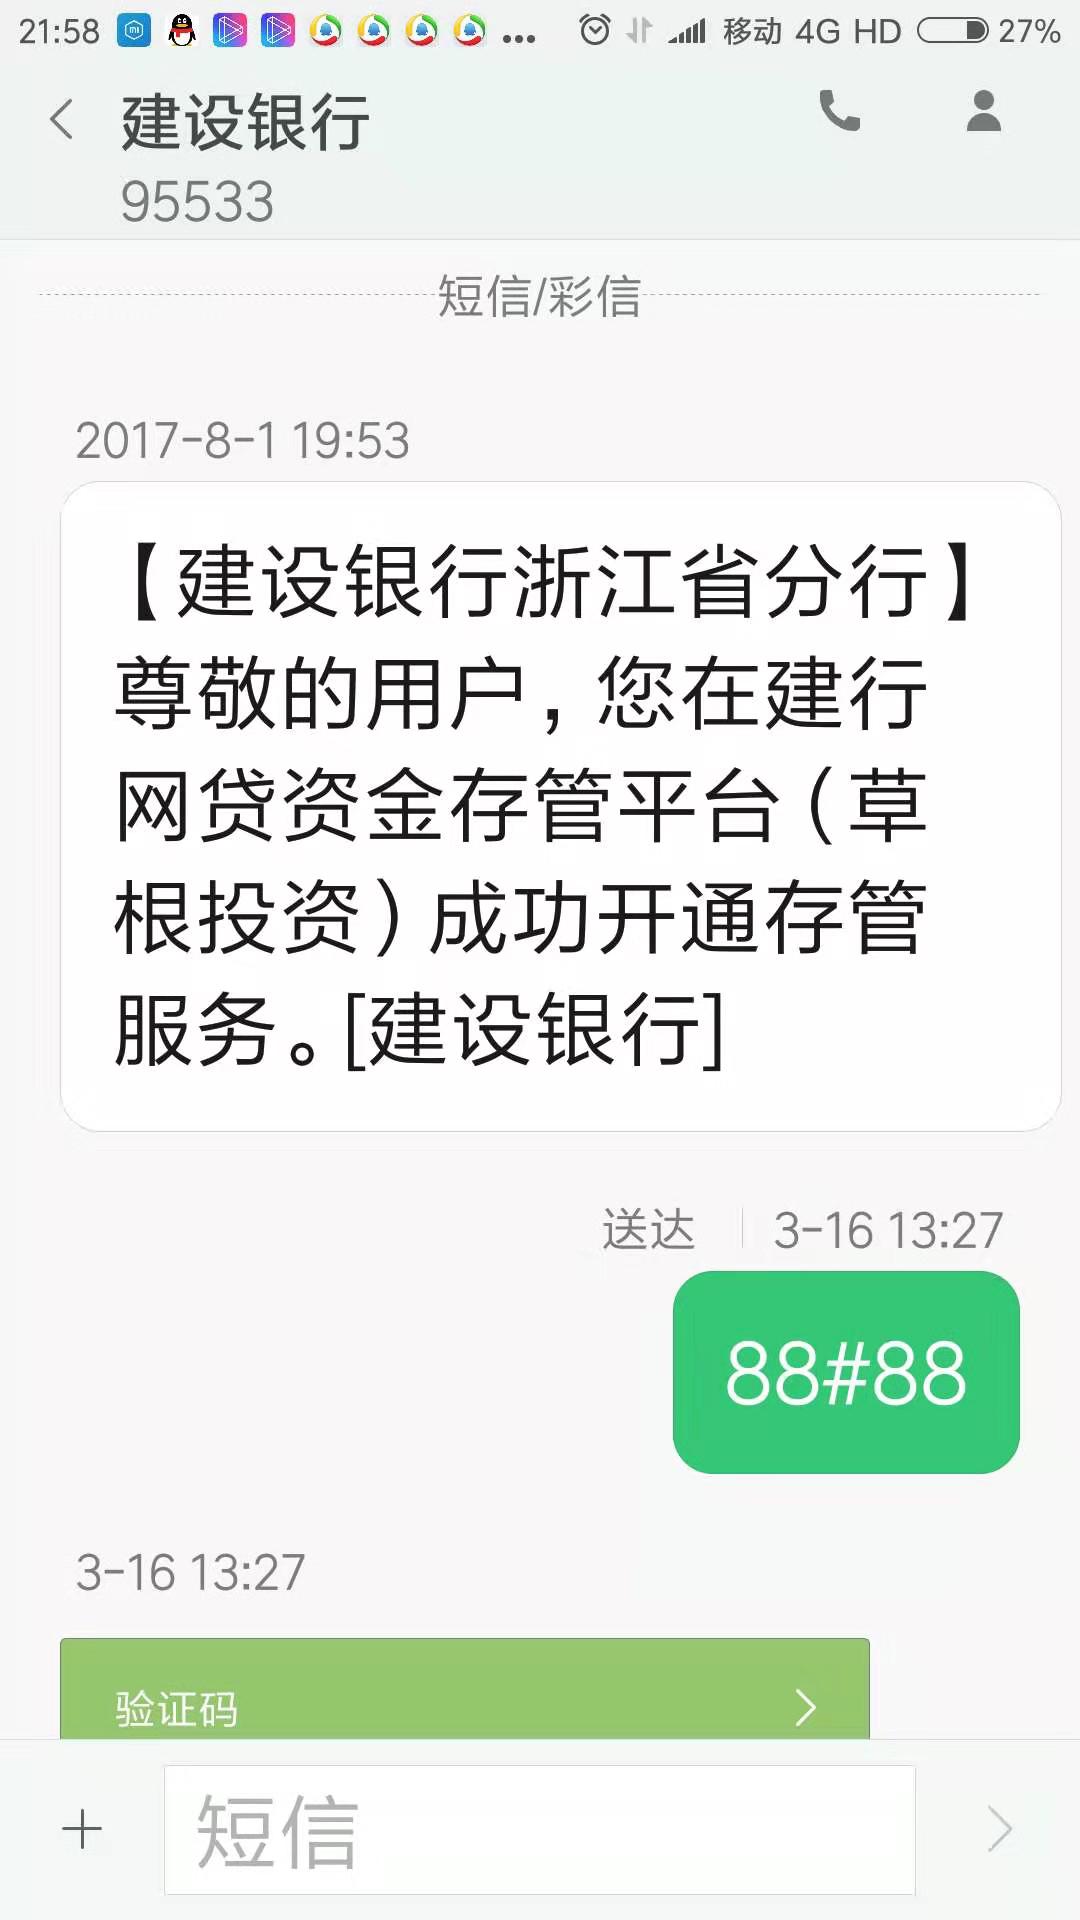 21:58 ... 移动 4G HD 27%
建设银行
95533
短信/彩信
2017-8-1 19:53
【建设银行浙江省分行】
尊敬的用户，您在建行
网贷资金存管平台（草
根投资）成功开通存管
服务。[建设银行]
送达 3-16 13:27
88#88
3-16 13:27
验证码
短信